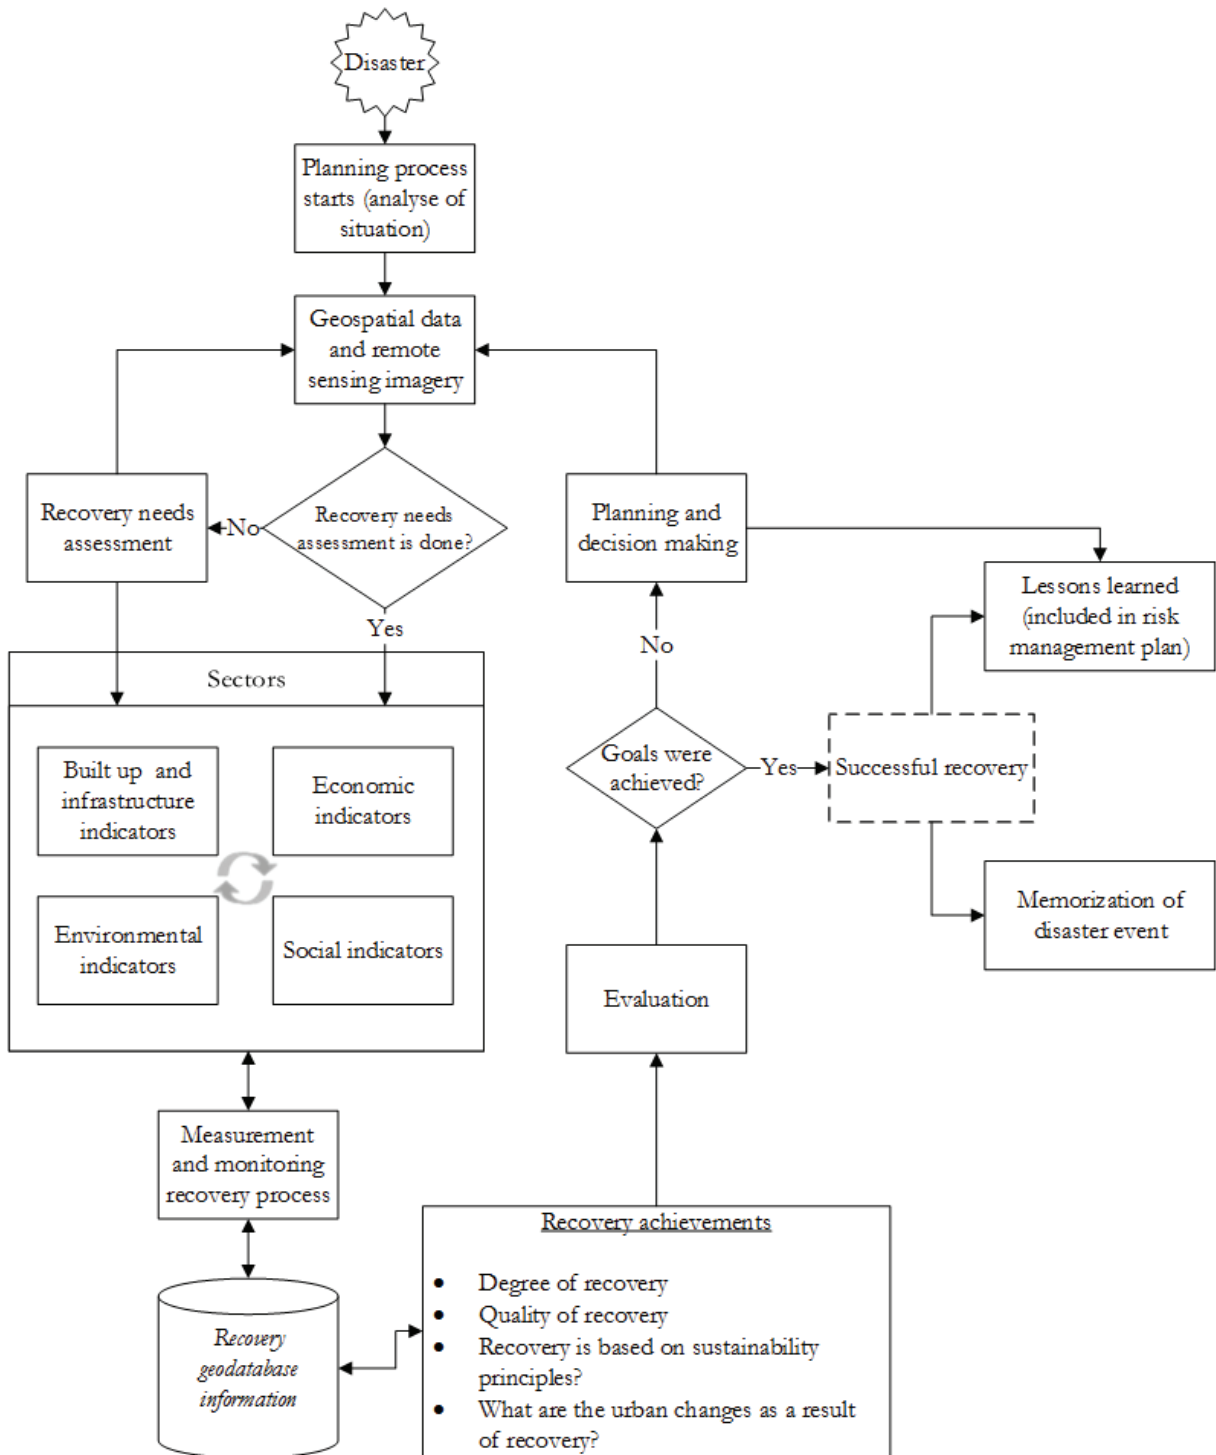 Disaster
Planning process
starts (analyse of
situation)
Geospatial data
and remote
sensing imagery
Recovery needs
assessment
No
Recovery needs
assessment is done?
Yes
Planning and
decision making
Lessons learned
(included in risk
management plan)
No
Sectors
Built up and
infrastructure
indicators
Economic
indicators
Environmental
indicators
Social indicators
Goals were
achieved?
Yes
Successful recovery
Memorization of
disaster event
Evaluation
Measurement
and monitoring
recovery process
Recovery
geodatabase
information
Recovery achievements
• Degree of recovery
• Quality of recovery
• Recovery is based on sustainability
principles?
• What are the urban changes as a result
of recovery?